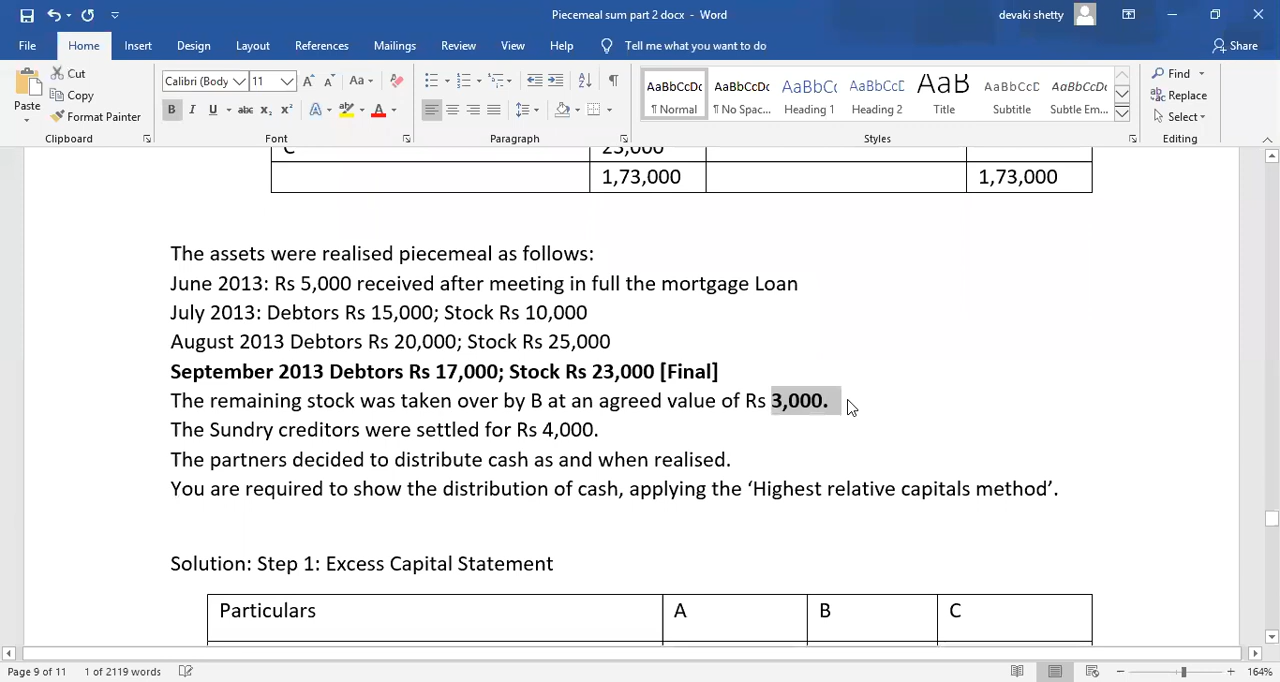 Piecemeal sum part 2 docx - Word
devaki shetty
File Home Insert Design Layout References Mailings Review View Help Tell me what you want to do Share
Paste
Cut
Copy
Format Painter
Clipboard
Calibri (Body 11
Font
Paragraph
AaBbCcDc AaBbCcDc AaBbCc AaBbCcD AaB AaBbCcD AaBbCcDc
¶ Normal ¶ No Spac... Heading 1 Heading 2 Title Subtitle Subtle Em...
Styles
Find
Replace
Select
Editing
C 23,000
1,73,000 1,73,000
The assets were realised piecemeal as follows:
June 2013: Rs 5,000 received after meeting in full the mortgage Loan
July 2013: Debtors Rs 15,000; Stock Rs 10,000
August 2013 Debtors Rs 20,000; Stock Rs 25,000
September 2013 Debtors Rs 17,000; Stock Rs 23,000 [Final]
The remaining stock was taken over by B at an agreed value of Rs 3,000.
The Sundry creditors were settled for Rs 4,000.
The partners decided to distribute cash as and when realised.
You are required to show the distribution of cash, applying the ‘Highest relative capitals method’.
Solution: Step 1: Excess Capital Statement
Particulars A B C
Page 9 of 11 1 of 2119 words 164%